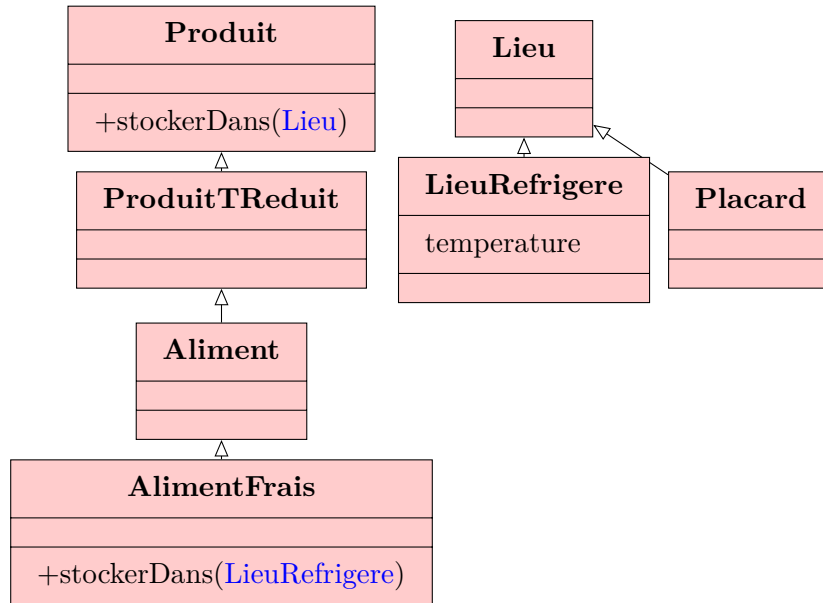 Produit
+stockerDans(Lieu)
ProduitTReduit
Aliment
AlimentFrais
+stockerDans(LieuRefrigere)
Lieu
LieuRefrigere
temperature
Placard